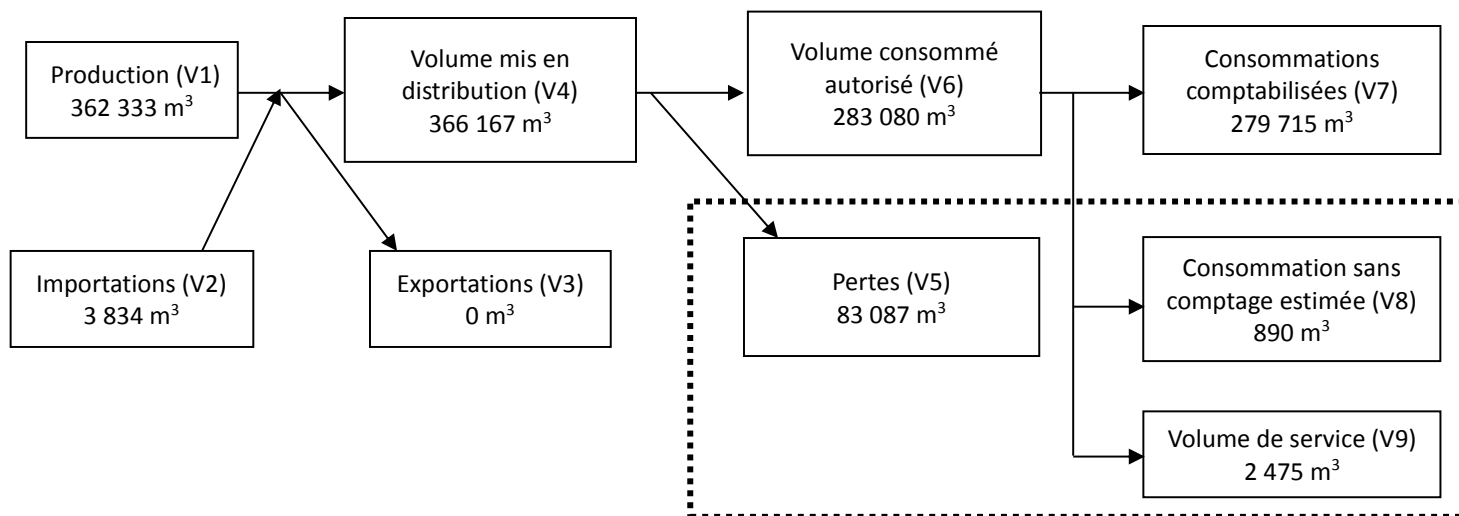 Production (V1)
362 333 m³
Volume mis en
distribution (V4)
366 167 m³
Volume consommé
autorisé (V6)
283 080 m³
Consommations
comptabilisées (V7)
279 715 m³
Importations (V2)
3 834 m³
Exportations (V3)
0 m³
Pertes (V5)
83 087 m³
Consommation sans
comptage estimée (V8)
890 m³
Volume de service (V9)
2 475 m³